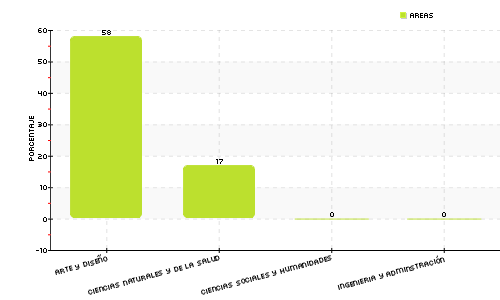 AREAS
60
58
50
40
PORCENTAJE
30
20
17
10
0
0
0
-10
ARTE Y DISEÑO
CIENCIAS NATURALES Y DE LA SALUD
CIENCIAS SOCIALES Y HUMANIDADES
INGENIERIA Y ADMINSTRACIÓN